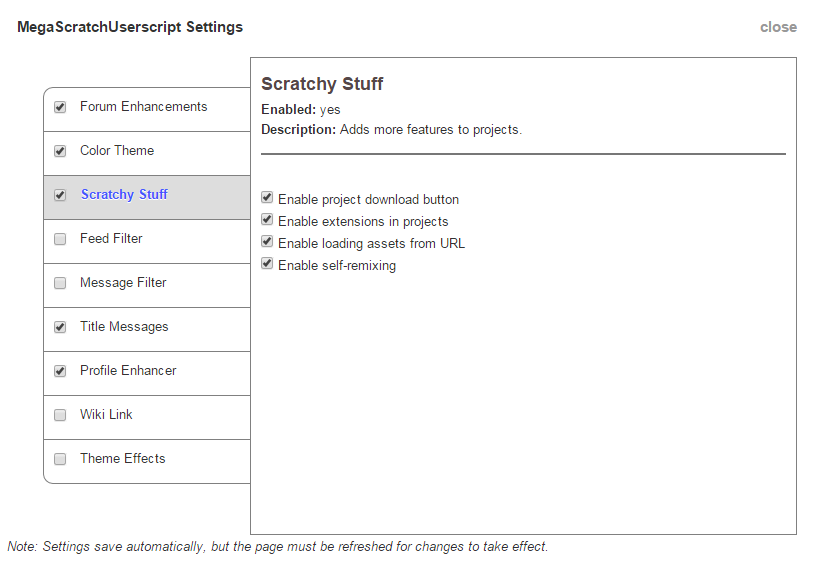 MegaScratchUserscript Settings
close
Forum Enhancements
Color Theme
Scratchy Stuff
Feed Filter
Message Filter
Title Messages
Profile Enhancer
Wiki Link
Theme Effects
Scratchy Stuff
Enabled: yes
Description: Adds more features to projects.
Enable project download button
Enable extensions in projects
Enable loading assets from URL
Enable self-remixing
Note: Settings save automatically, but the page must be refreshed for changes to take effect.